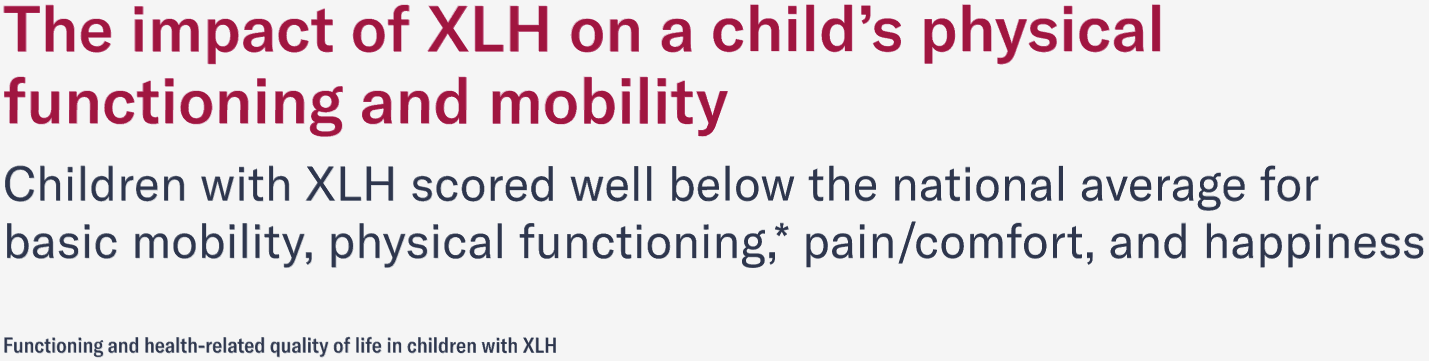 The impact of XLH on a child’s physical
functioning and mobility
Children with XLH scored well below the national average for
basic mobility, physical functioning,* pain/comfort, and happiness
Functioning and health-related quality of life in children with XLH